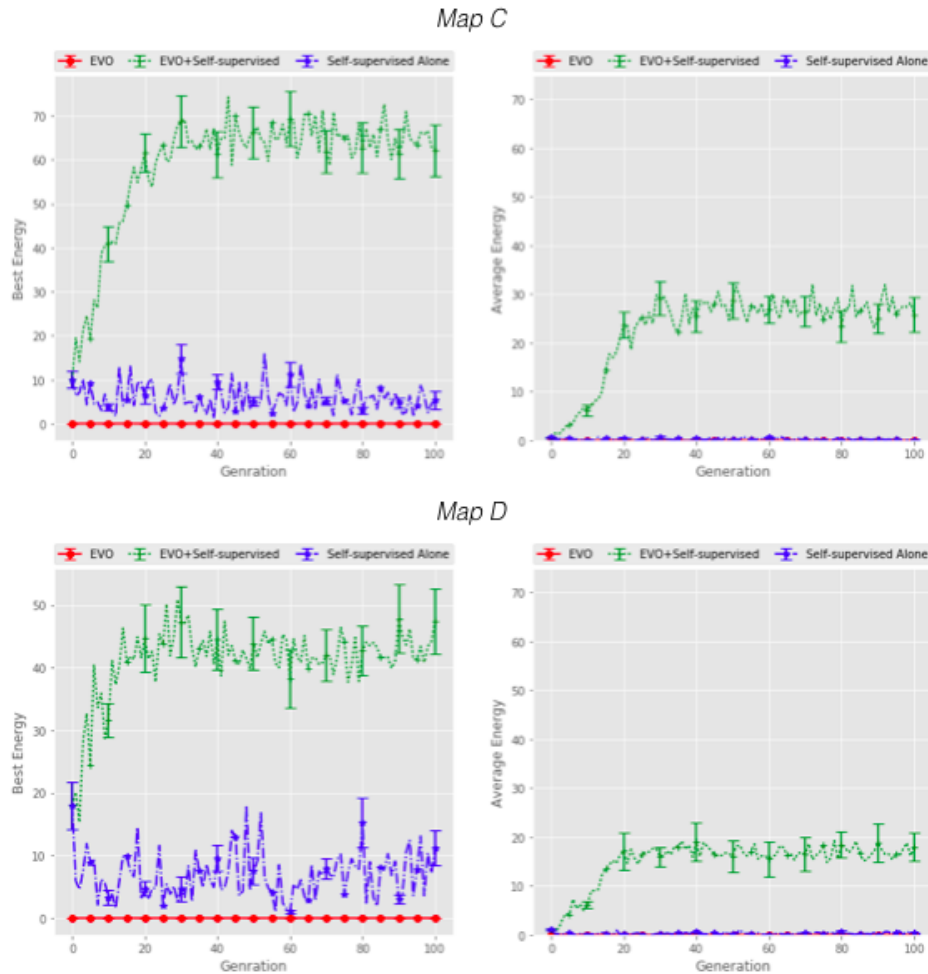 Map C
EVO EVO+Self-supervised Self-supervised Alone
Best Energy
70
60
50
40
30
20
10
0
0 20 40 60 80 100
Genration
EVO EVO+Self-supervised Self-supervised Alone
Average Energy
70
60
50
40
30
20
10
0
0 20 40 60 80 100
Generation
Map D
EVO EVO+Self-supervised Self-supervised Alone
Best Energy
50
40
30
20
10
0
0 20 40 60 80 100
Genration
EVO EVO+Self-supervised Self-supervised Alone
Average Energy
70
60
50
40
30
20
10
0
0 20 40 60 80 100
Generation